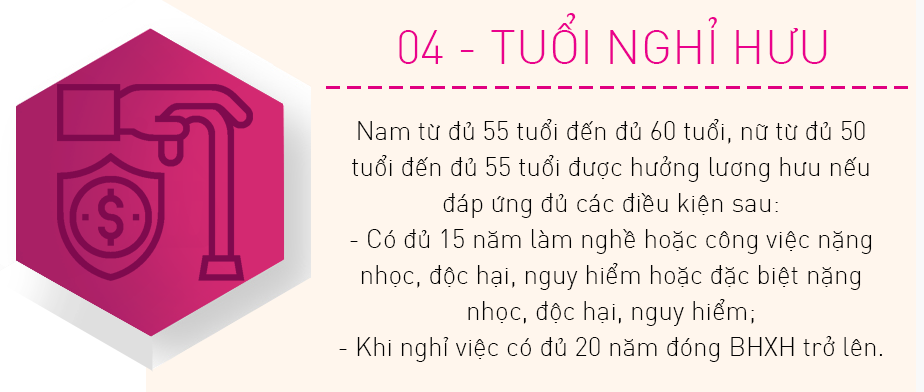 04 - TUỔI NGHỈ HƯU
Nam từ đủ 55 tuổi đến đủ 60 tuổi, nữ từ đủ 50
tuổi đến đủ 55 tuổi được hưởng lương hưu nếu
đáp ứng đủ các điều kiện sau:
- Có đủ 15 năm làm nghề hoặc công việc nặng
nhọc, độc hại, nguy hiểm hoặc đặc biệt nặng
nhọc, độc hại, nguy hiểm;
- Khi nghỉ việc có đủ 20 năm đóng BHXH trở lên.
$